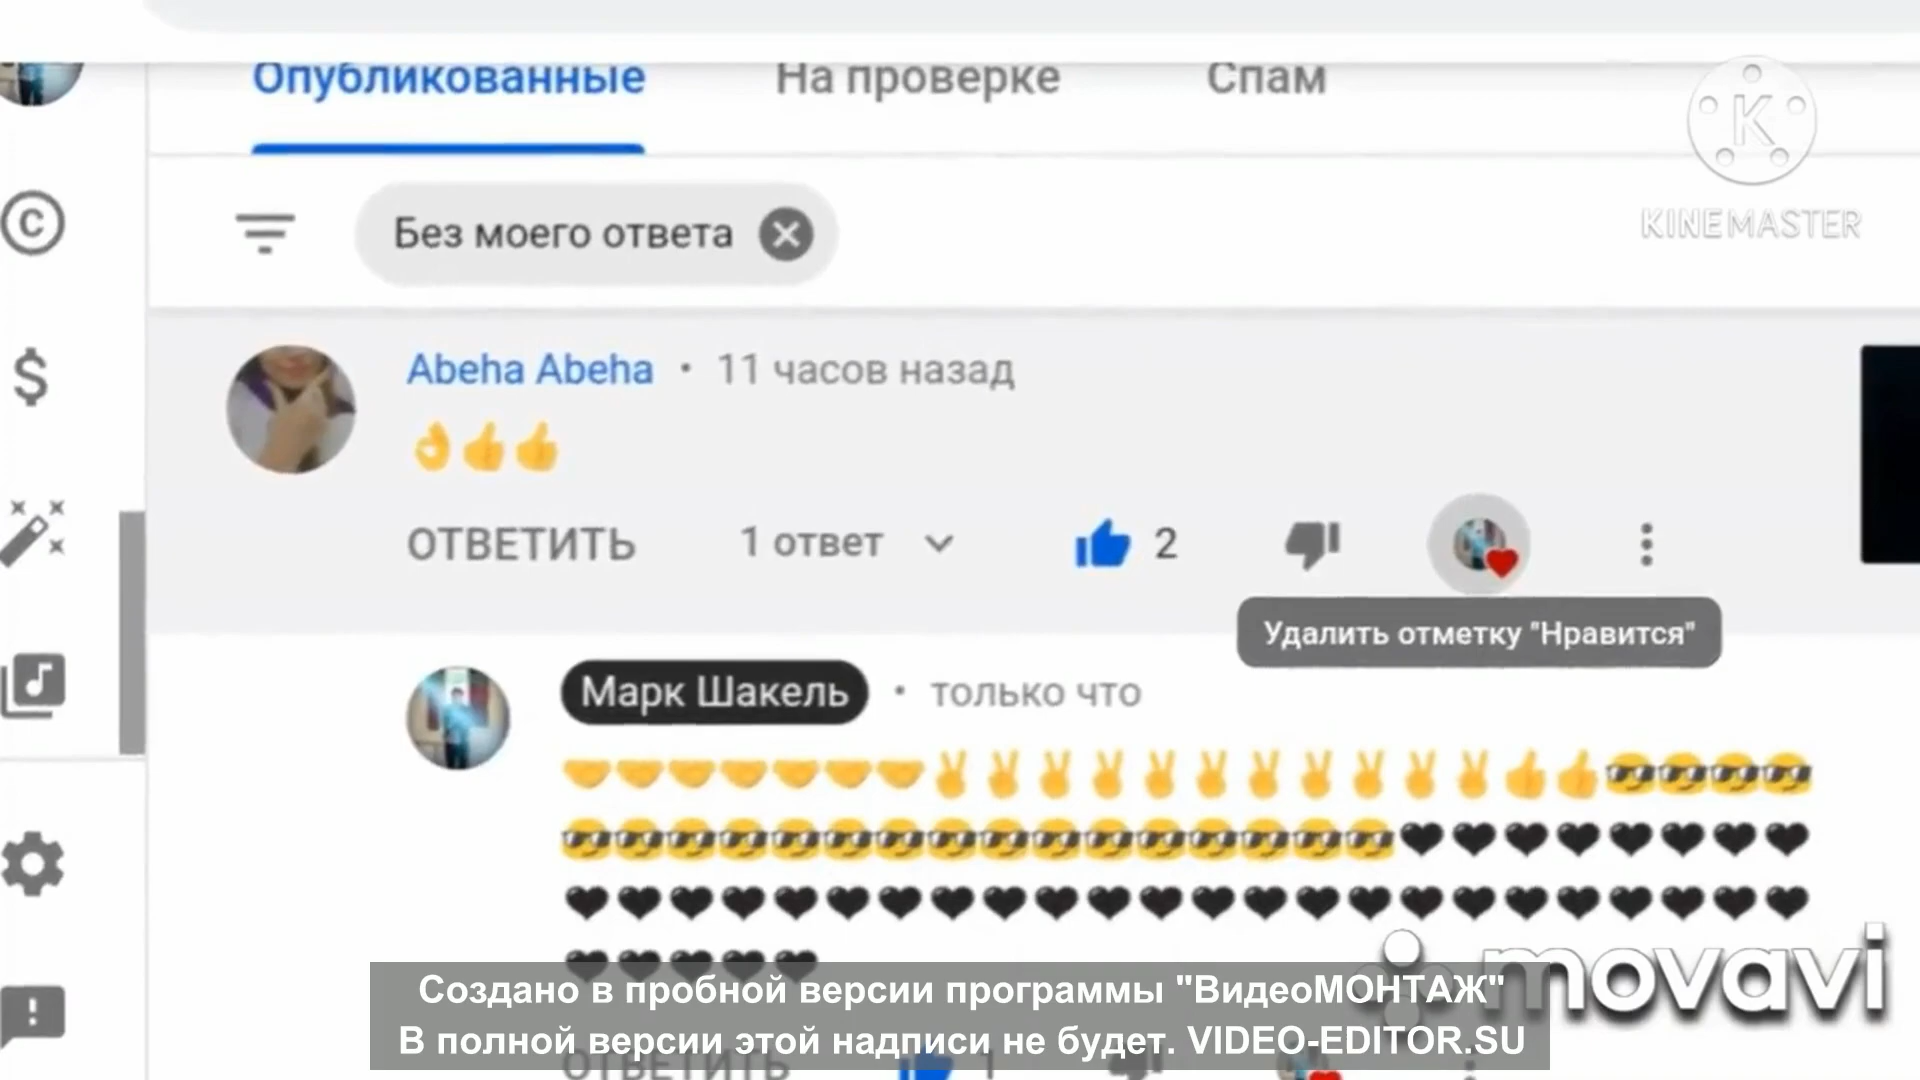 Опубликованные На проверке Спам
K
KINEMASTER
Без моего ответа
Abeha Abeha • 11 часов назад
👌👍👍
ОТВЕТИТЬ 1 ответ 2
Удалить отметку "Нравится"
Марк Шакель • только что
movavi
Создано в пробной версии программы "ВидеоМОНТАЖ"
В полной версии этой надписи не будет. VIDEO-EDITOR.SU
ОТВЕТИТЬ 1